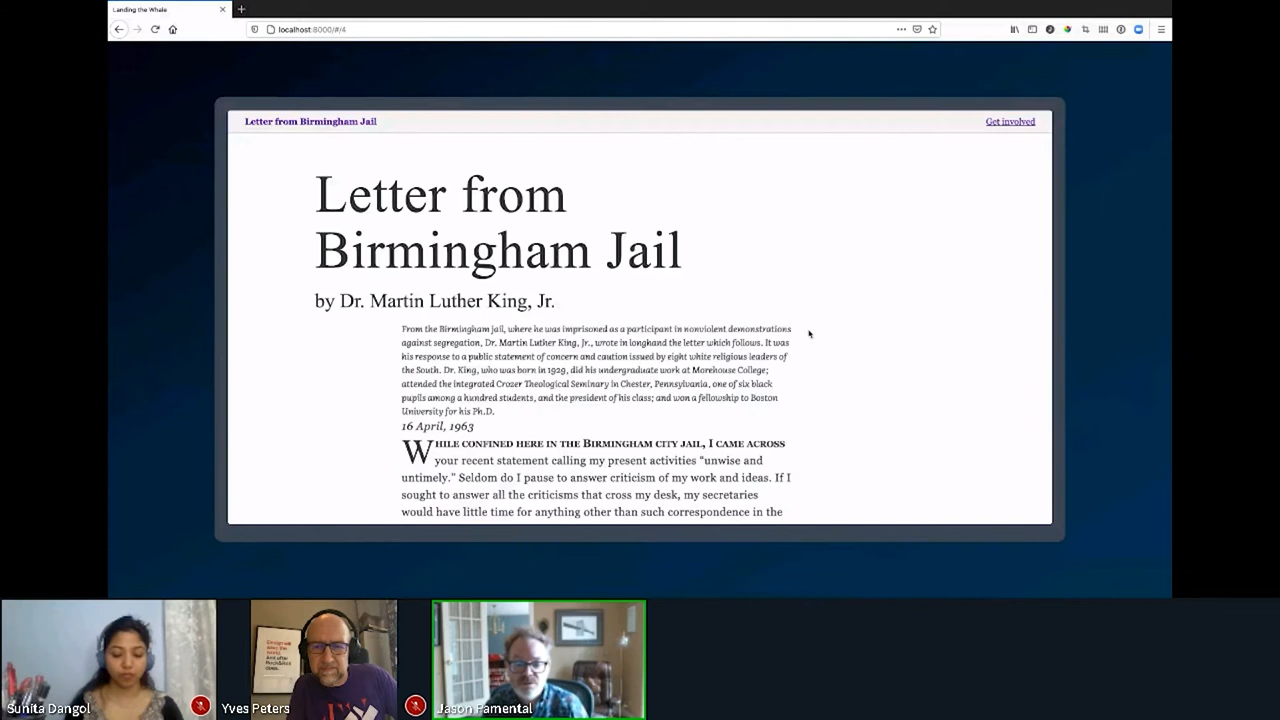 Landing the Whale
localhost:8000/#/4
Letter from Birmingham Jail
Get involved
Letter from
Birmingham Jail
by Dr. Martin Luther King, Jr.
From the Birmingham jail, where he was imprisoned as a participant in nonviolent demonstrations
against segregation, Dr. Martin Luther King, Jr., wrote in longhand the letter which follows. It was
his response to a public statement of concern and caution issued by eight white religious leaders of
the South. Dr. King, who was born in 1929, did his undergraduate work at Morehouse College;
attended the integrated Crozer Theological Seminary in Chester, Pennsylvania, one of six black
pupils among a hundred students, and the president of his class; and won a fellowship to Boston
University for his Ph.D.
16 April, 1963
WHILE CONFINED HERE IN THE BIRMINGHAM CITY JAIL, I CAME ACROSS
your recent statement calling my present activities “unwise and
untimely.” Seldom do I pause to answer criticism of my work and ideas. If I
sought to answer all the criticisms that cross my desk, my secretaries
would have little time for anything other than such correspondence in the
Sunita Dangol
Yves Peters
Jason Pamental